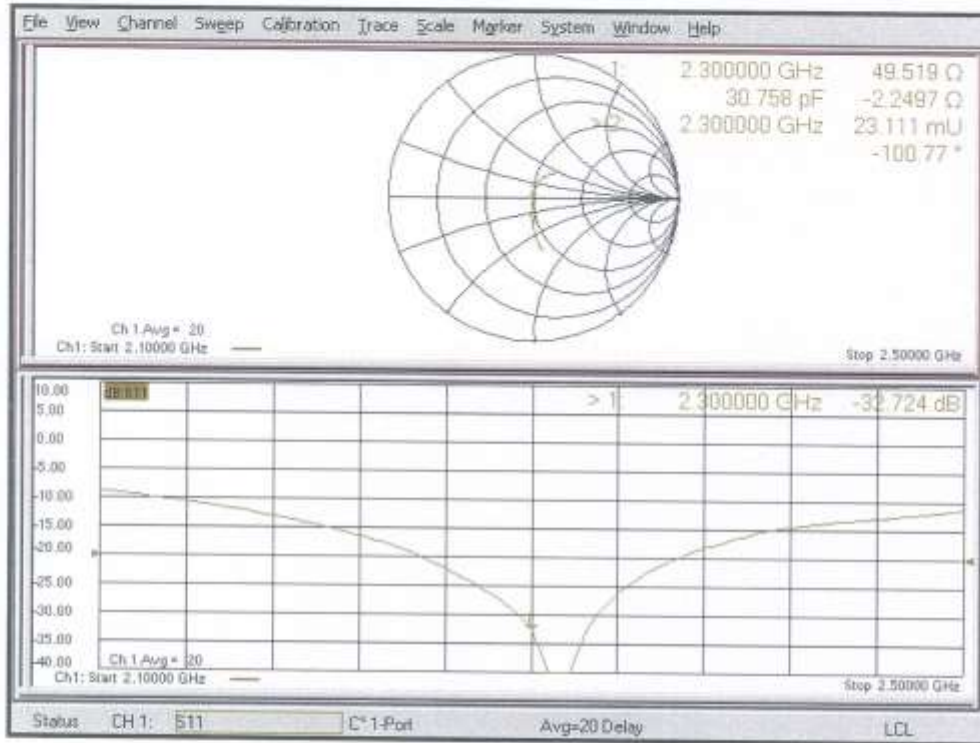 File View Channel Sweep Calibration Trace Scale Marker System Window Help
1: 2.300000 GHz 49.519 Ω
30.758 pF -2.2497 Ω
>2: 2.300000 GHz 23.111 mU
-100.77 °
Ch 1 Avg = 20
Ch1: Start 2.10000 GHz
Stop 2.50000 GHz
10.00
dB S11
> 1: 2.300000 GHz -32.724 dB
5.00
0.00
-5.00
-10.00
-15.00
-20.00
-25.00
-30.00
-35.00
-40.00
Ch 1 Avg = 20
Ch1: Start 2.10000 GHz
Stop 2.50000 GHz
Status CH 1: S11 C* 1-Port Avg=20 Delay LCL